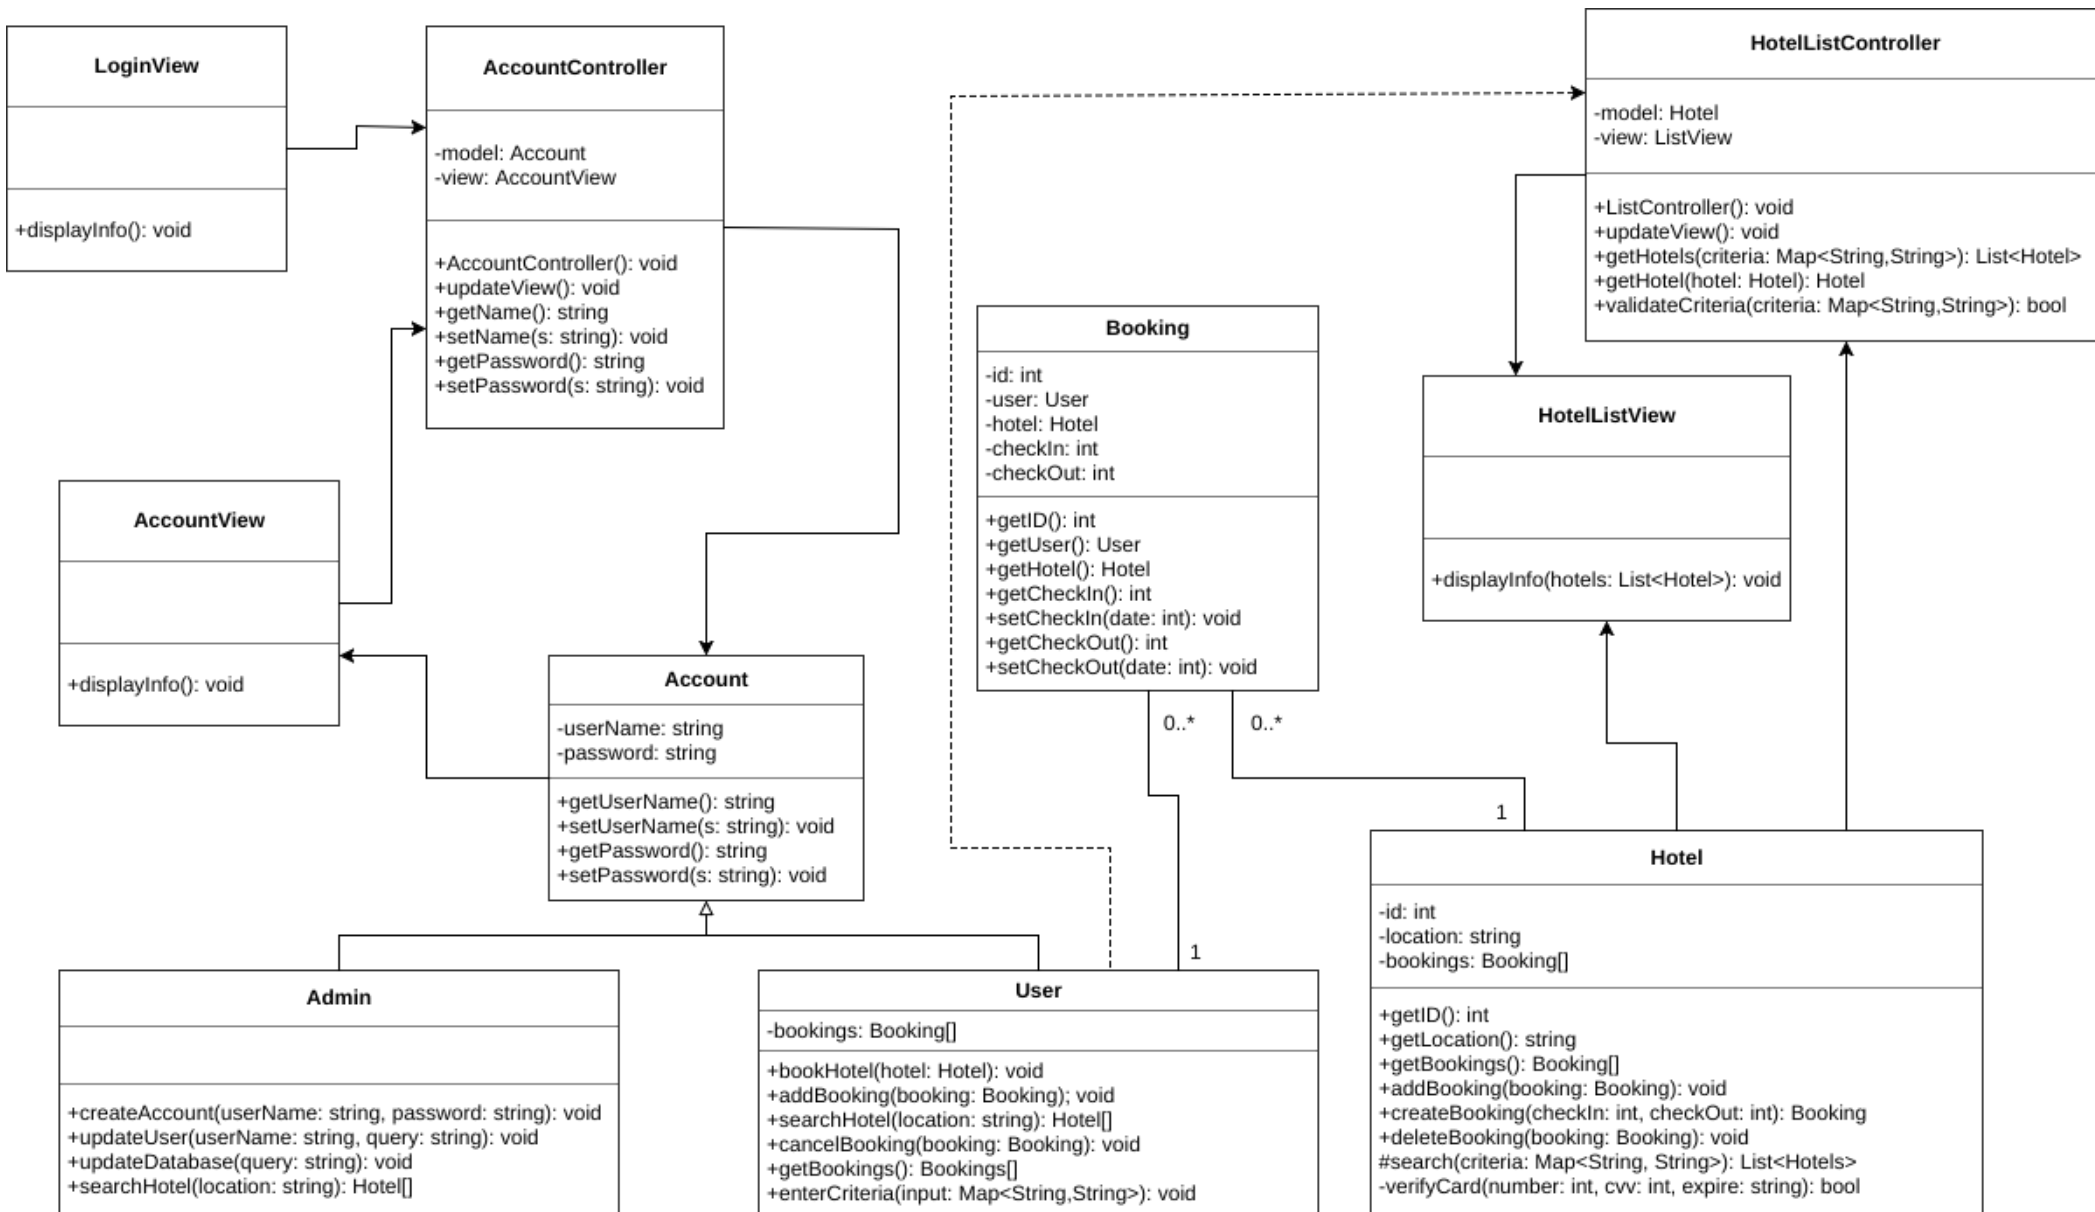 LoginView
+displayInfo(): void
AccountController
-model: Account
-view: AccountView
+AccountController(): void
+updateView(): void
+getName(): string
+setName(s: string): void
+getPassword(): string
+setPassword(s: string): void
HotelListController
-model: Hotel
-view: ListView
+ListController(): void
+updateView(): void
+getHotels(criteria: Map<String,String>): List<Hotel>
+getHotel(hotel: Hotel): Hotel
+validateCriteria(criteria: Map<String,String>): bool
Booking
-id: int
-user: User
-hotel: Hotel
-checkIn: int
-checkOut: int
+getID(): int
+getUser(): User
+getHotel(): Hotel
+getCheckIn(): int
+setCheckIn(date: int): void
+getCheckOut(): int
+setCheckOut(date: int): void
0..*
0..*
HotelListView
+displayInfo(hotels: List<Hotel>): void
AccountView
+displayInfo(): void
Account
-userName: string
-password: string
+getUserName(): string
+setUserName(s: string): void
+getPassword(): string
+setPassword(s: string): void
1
1
Admin
+createAccount(userName: string, password: string): void
+updateUser(userName: string, query: string): void
+updateDatabase(query: string): void
+searchHotel(location: string): Hotel[]
User
-bookings: Booking[]
+bookHotel(hotel: Hotel): void
+addBooking(booking: Booking); void
+searchHotel(location: string): Hotel[]
+cancelBooking(booking: Booking): void
+getBookings(): Bookings[]
+enterCriteria(input: Map<String,String>): void
Hotel
-id: int
-location: string
-bookings: Booking[]
+getID(): int
+getLocation(): string
+getBookings(): Booking[]
+addBooking(booking: Booking): void
+createBooking(checkIn: int, checkOut: int): Booking
+deleteBooking(booking: Booking): void
#search(criteria: Map<String, String>): List<Hotels>
-verifyCard(number: int, cvv: int, expire: string): bool